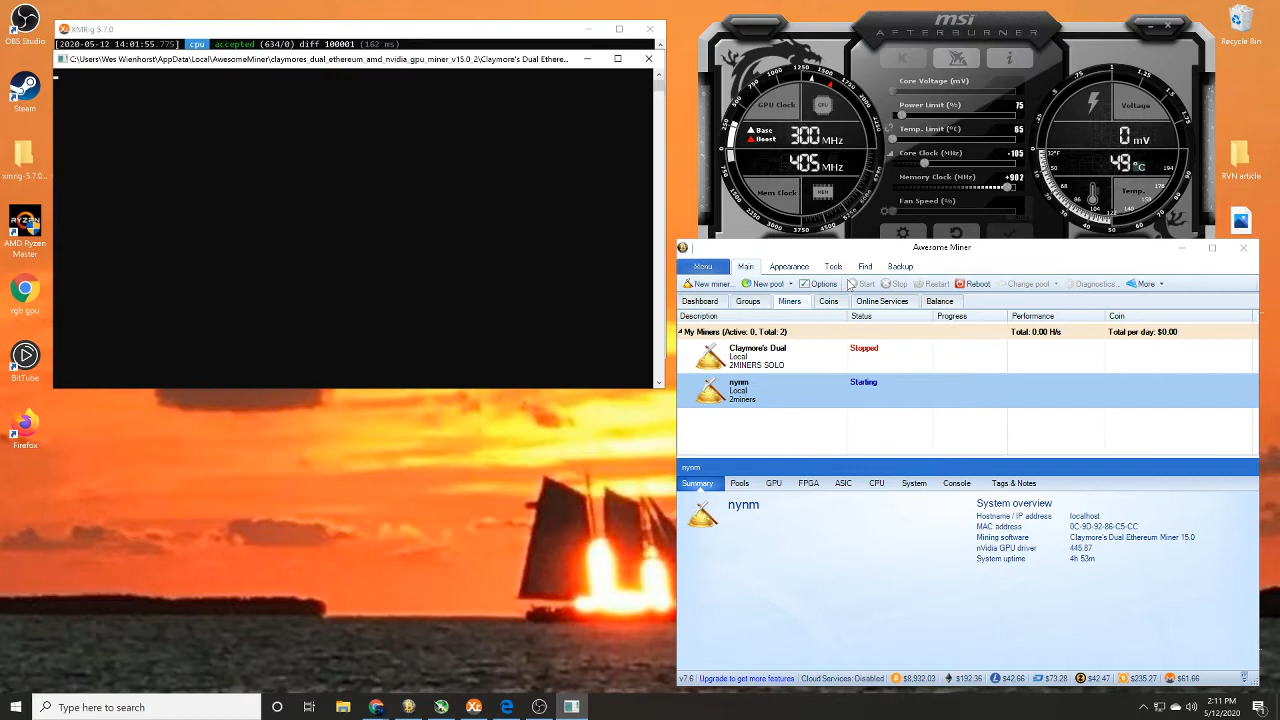 OBS Studio
Steam
xmrig-5.7.0...
AMD Ryzen
Master
rgb gpu
BitTube
Firefox
XMRig 5.7.0
[2020-05-12 14:01:55.775] cpu accepted (634/0) diff 100001 (162 ms)
C:\Users\Wes Wienhorst\AppData\Local\AwesomeMiner\claymores_dual_ethereum_amd_nvidia_gpu_miner_v15.0_2\Claymore's Dual Ethere...
msi
AFTERBURNER
GPU Clock
GPU
Base
Boost
300 MHz
405 MHz
Mem Clock
MEM
Core Voltage (mV)
Power Limit (%) 75
Temp. Limit (°C) 65
Core Clock (MHz) -105
Memory Clock (MHz) +902
Fan Speed (%)
Voltage
0 mV
49 °C
Temp.
Recycle Bin
RVN article
Awesome Miner
Menu Main Appearance Tools Find Backup
New miner... New pool Options Start Stop Restart Reboot Change pool Diagnostics... More
Dashboard Groups Miners Coins Online Services Balance
Description Status Progress Performance Coin
My Miners (Active: 0, Total: 2) Total: 0.00 H/s Total per day: $0.00
Claymore's Dual Stopped
Local
2MINERS SOLO
nynm Starting
Local
2miners
nynm
Summary Pools GPU FPGA ASIC CPU System Console Tags & Notes
nynm
System overview
Hostname / IP address localhost
MAC address 0C-9D-92-86-C5-CC
Mining software Claymore's Dual Ethereum Miner 15.0
nVidia GPU driver 445.87
System uptime 4h 53m
v7.6 Upgrade to get more features Cloud Services: Disabled $8,932.03 $192.36 $42.66 $73.28 $42.47 $235.27 $61.66
Type here to search
2:11 PM
5/12/2020